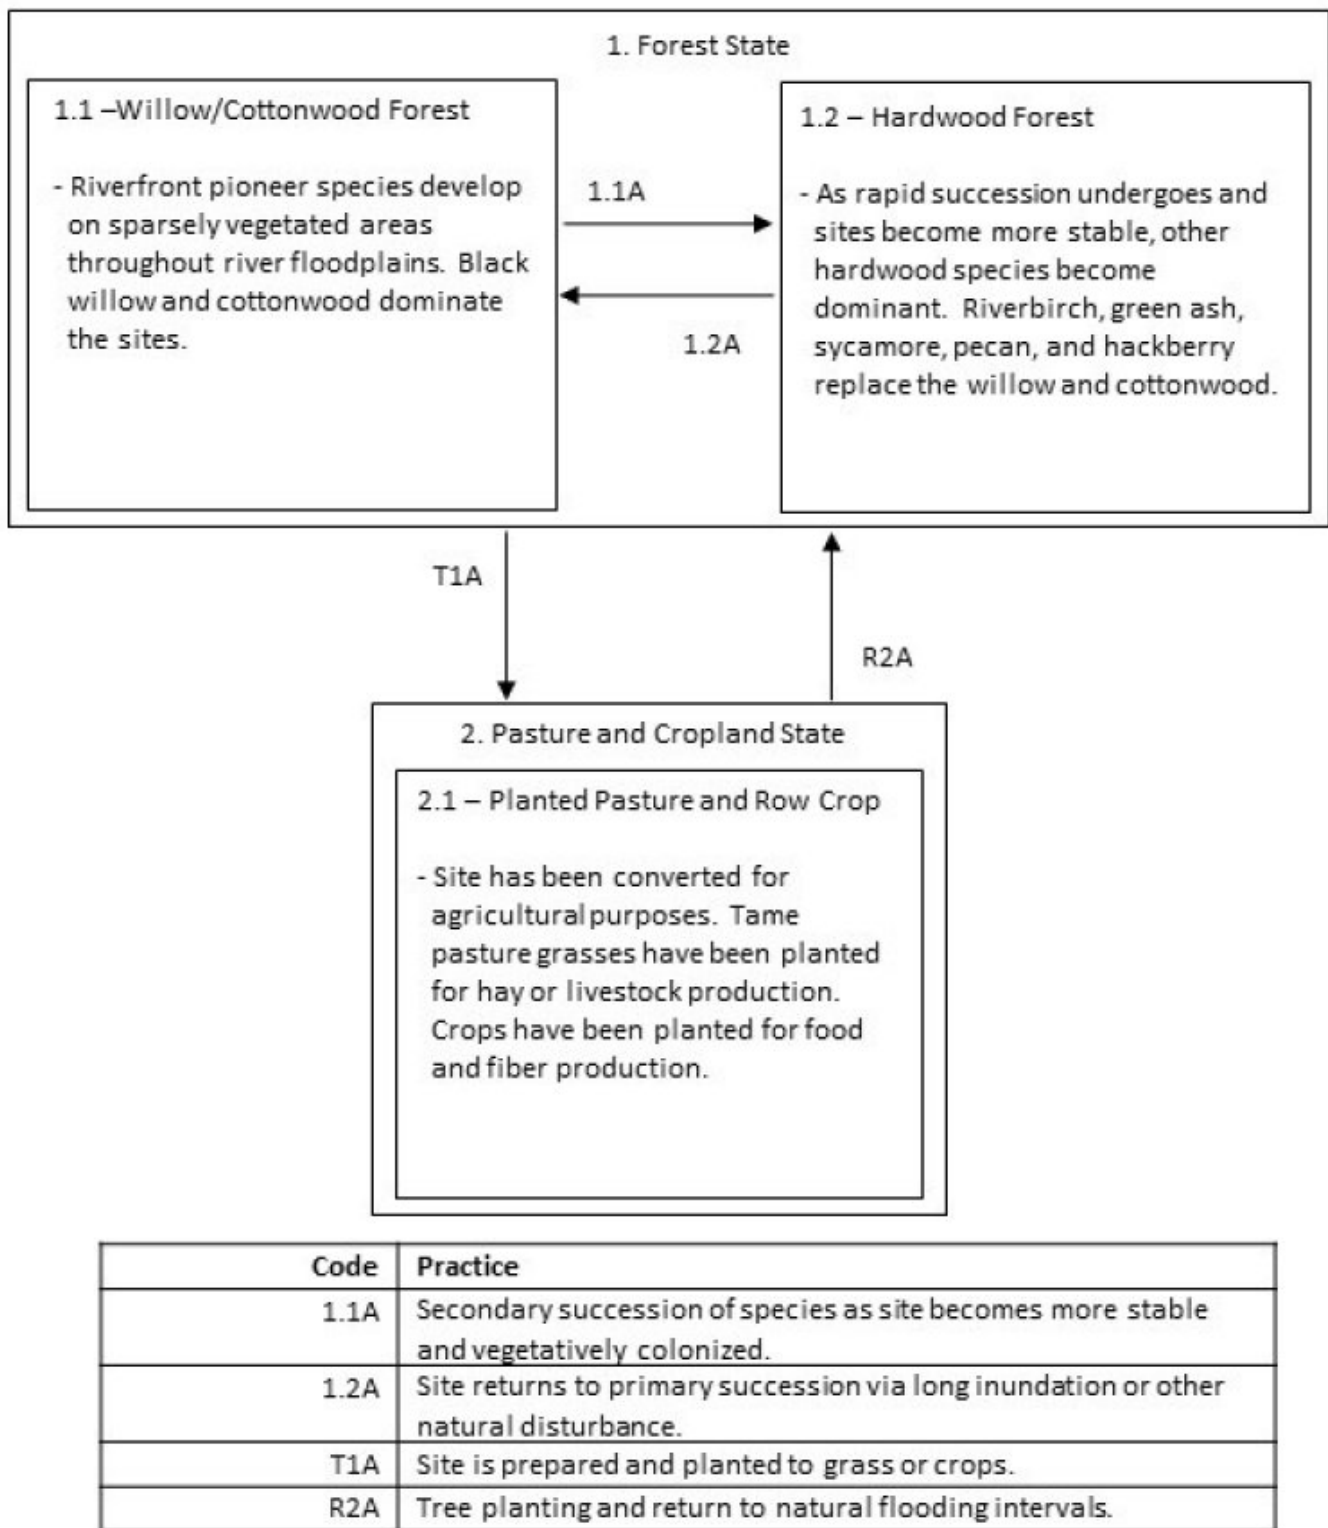 1. Forest State
1.1 –Willow/Cottonwood Forest
- Riverfront pioneer species develop
on sparsely vegetated areas
throughout river floodplains. Black
willow and cottonwood dominate
the sites.
1.1A
1.2A
1.2 – Hardwood Forest
- As rapid succession undergoes and
sites become more stable, other
hardwood species become
dominant. Riverbirch, green ash,
sycamore, pecan, and hackberry
replace the willow and cottonwood.
T1A
R2A
2. Pasture and Cropland State
2.1 – Planted Pasture and Row Crop
- Site has been converted for
agricultural purposes. Tame
pasture grasses have been planted
for hay or livestock production.
Crops have been planted for food
and fiber production.
Code Practice
1.1A Secondary succession of species as site becomes more stable
and vegetatively colonized.
1.2A Site returns to primary succession via long inundation or other
natural disturbance.
T1A Site is prepared and planted to grass or crops.
R2A Tree planting and return to natural flooding intervals.